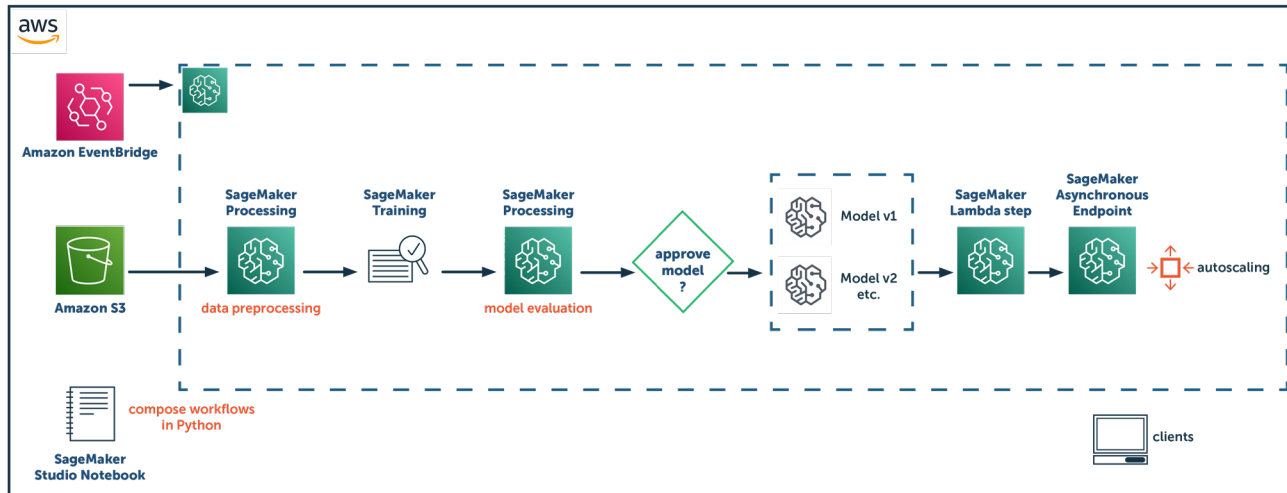 aws
Amazon EventBridge
SageMaker
Processing
data preprocessing
SageMaker
Training
SageMaker
Processing
model evaluation
approve
model
?
Model v1
Model v2
etc.
SageMaker
Lambda step
SageMaker
Asynchronous
Endpoint
autoscaling
Amazon S3
compose workflows
in Python
SageMaker
Studio Notebook
clients